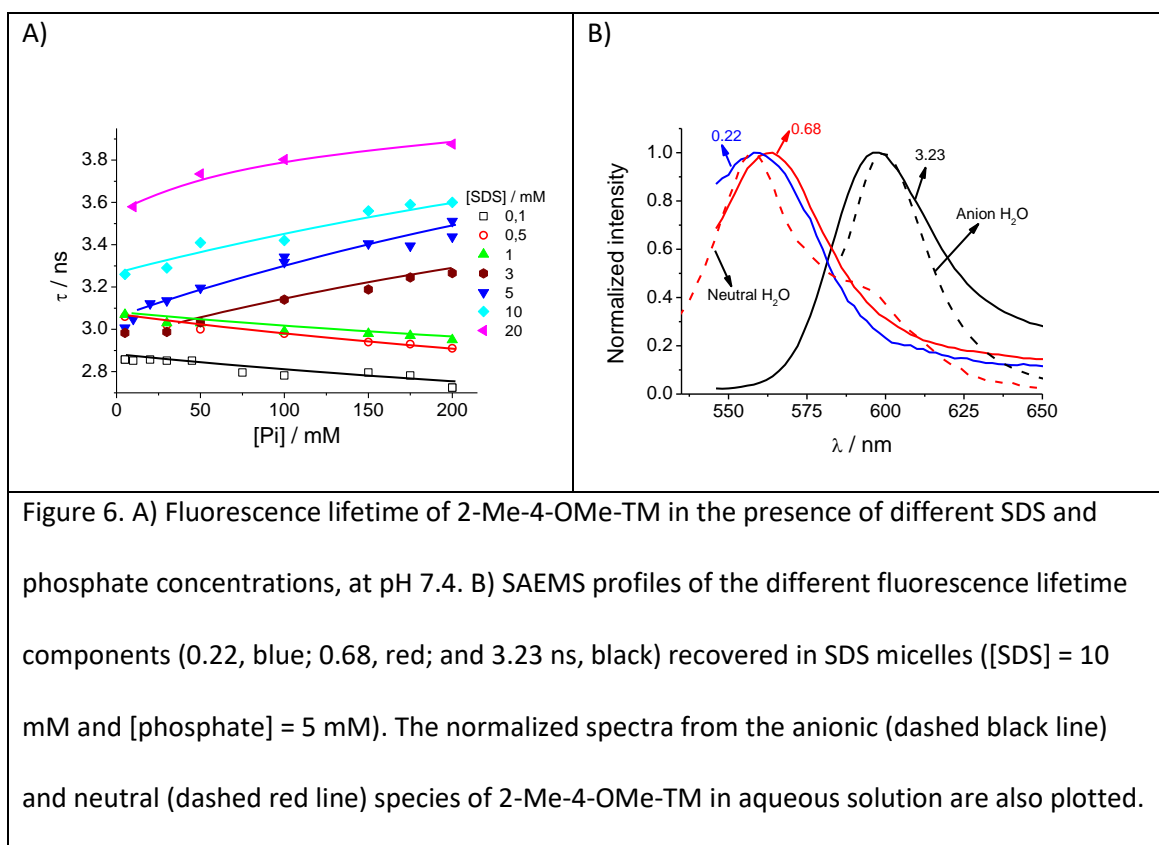 A)
3.8
3.6
3.4
3.2
3.0
2.8
τ / ns
0
50
100
150
200
[Pi] / mM
[SDS] / mM
0,1
0,5
1
3
5
10
20
B)
0.22
0.68
3.23
1.0
0.8
0.6
0.4
0.2
0.0
Normalized intensity
Anion H2O
Neutral H2O
550
575
600
625
650
λ / nm
Figure 6. A) Fluorescence lifetime of 2-Me-4-OMe-TM in the presence of different SDS and
phosphate concentrations, at pH 7.4. B) SAEMS profiles of the different fluorescence lifetime
components (0.22, blue; 0.68, red; and 3.23 ns, black) recovered in SDS micelles ([SDS] = 10
mM and [phosphate] = 5 mM). The normalized spectra from the anionic (dashed black line)
and neutral (dashed red line) species of 2-Me-4-OMe-TM in aqueous solution are also plotted.